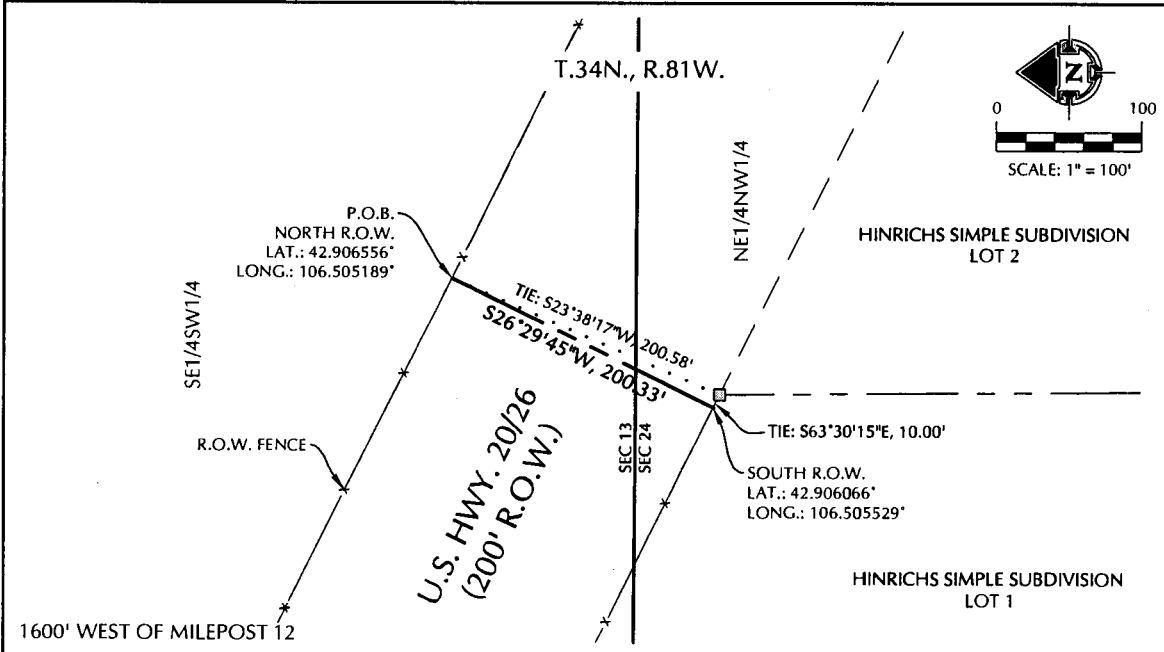 T.34N., R.81W.
N
0 100
SCALE: 1" = 100'
NE1/4NW1/4
HINRICHS SIMPLE SUBDIVISION
LOT 2
P.O.B.
NORTH R.O.W.
LAT.: 42.906556°
LONG.: 106.505189°
TIE: S23°38'17"W, 200.58'
S26°29'45"W, 200.33'
SE1/4SW1/4
R.O.W. FENCE
U.S. HWY. 20/26
(200' R.O.W.)
SEC 13
SEC 24
TIE: S63°30'15"E, 10.00'
SOUTH R.O.W.
LAT.: 42.906066°
LONG.: 106.505529°
HINRICHS SIMPLE SUBDIVISION
LOT 1
1600' WEST OF MILEPOST 12